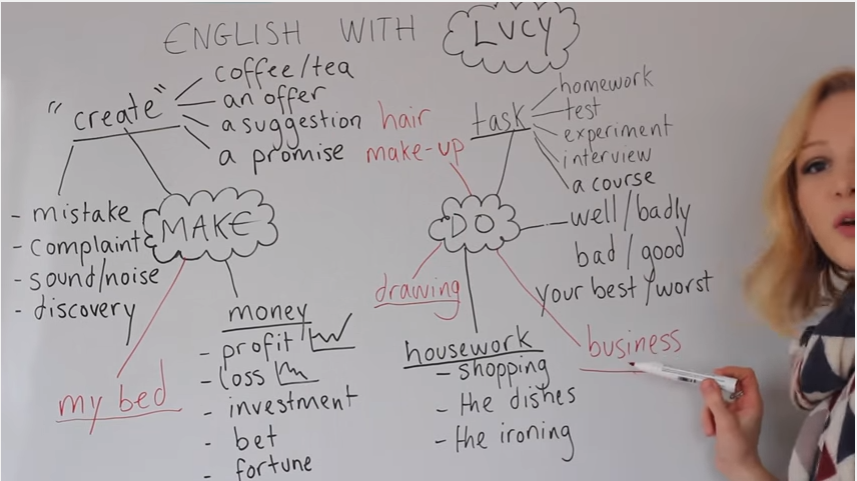 ENGLISH WITH LUCY
"create"
coffee/tea
an offer
a suggestion
a promise
- mistake
- complaint
- sound/noise
- discovery
MAKE
my bed
money
- profit
- loss
- investment
- bet
- fortune
hair
make-up
task
homework
test
experiment
interview
a course
DO
well/badly
bad/good
your best/worst
drawing
housework
- shopping
- the dishes
- the ironing
business